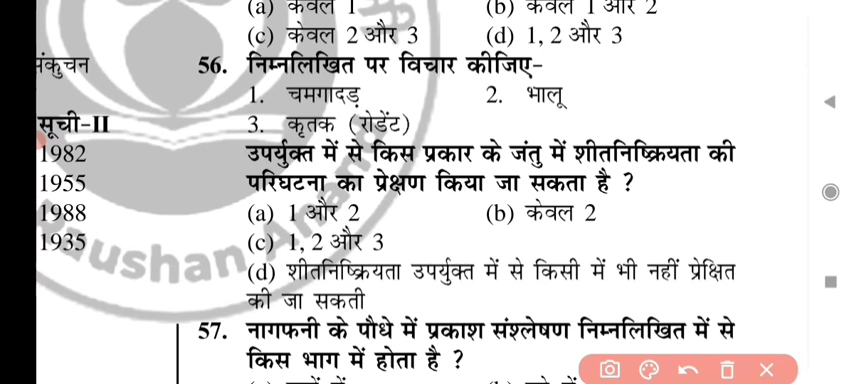 (a) केवल 1 (b) केवल 1 और 2
(c) केवल 2 और 3 (d) 1, 2 और 3
56. निम्नलिखित पर विचार कीजिए-
1. चमगादड़ 2. भालू
3. कृतक (रोडेंट)
उपर्युक्त में से किस प्रकार के जंतु में शीतनिष्क्रियता की
परिघटना का प्रेक्षण किया जा सकता है ?
(a) 1 और 2 (b) केवल 2
(c) 1, 2 और 3
(d) शीतनिष्क्रियता उपर्युक्त में से किसी में भी नहीं प्रेक्षित
की जा सकती
57. नागफनी के पौधे में प्रकाश संश्लेषण निम्नलिखित में से
किस भाग में होता है ?
सूची-II
1982
1955
1988
1935